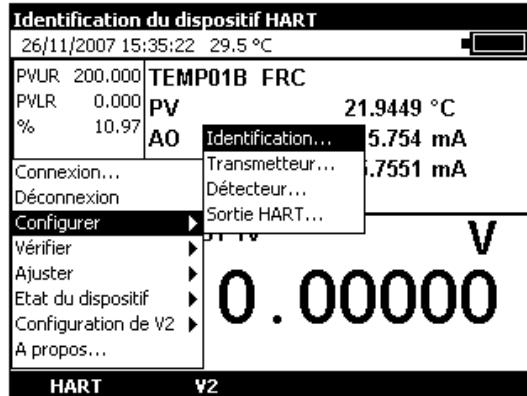 Identification du dispositif HART
26/11/2007 15:35:22 29.5 °C
PVUR 200.000
PVLR 0.000
% 10.97
TEMP01B FRC
PV 21.9449 °C
AO 5.754 mA
.7551 mA
Identification...
Transmetteur...
Détecteur...
Sortie HART...
Connexion...
Déconnexion
Configurer
Vérifier
Ajuster
Etat du dispositif
Configuration de V2
A propos...
V
0.00000
HART V2